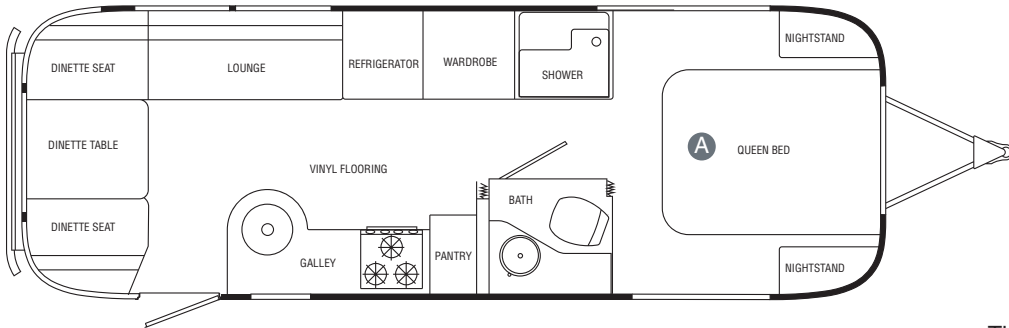 NIGHTSTAND
DINETTE SEAT
LOUNGE
REFRIGERATOR
WARDROBE
SHOWER
DINETTE TABLE
VINYL FLOORING
A
QUEEN BED
BATH
DINETTE SEAT
GALLEY
PANTRY
NIGHTSTAND